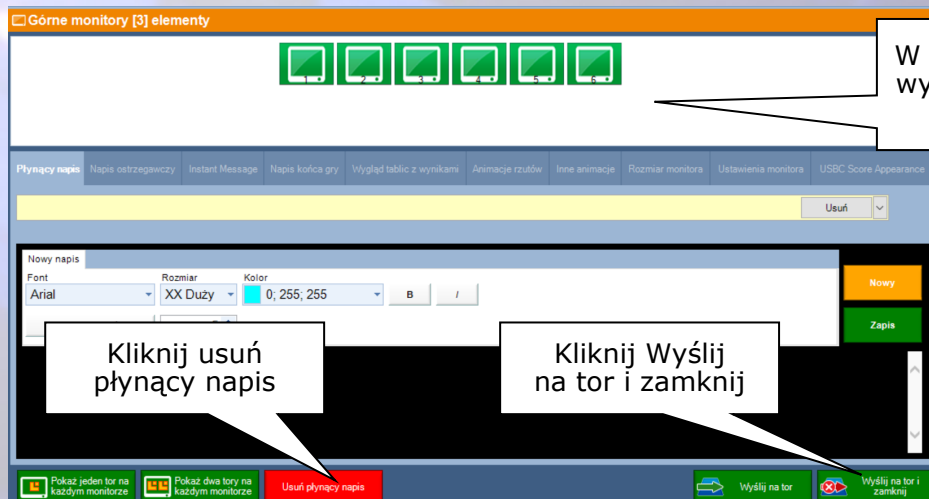 Górne monitory [3] elementy
1 2 3 4 5 6
W
wy
Płynący napis Napis ostrzegawczy Instant Message Napis końca gry Wygląd tablic z wynikami Animacje rzutów Inne animacje Rozmiar monitora Ustawienia monitora USBC Score Appearance
Usuń
Nowy napis
Font Rozmiar Kolor
Arial XX Duży 0; 255; 255 B I
Nowy
Zapis
Kliknij usuń
płynący napis
Kliknij Wyślij
na tor i zamknij
Pokaż jeden tor na
każdym monitorze
Pokaż dwa tory na
każdym monitorze
Usuń płynący napis
Wyślij na tor
Wyślij na tor i
zamknij